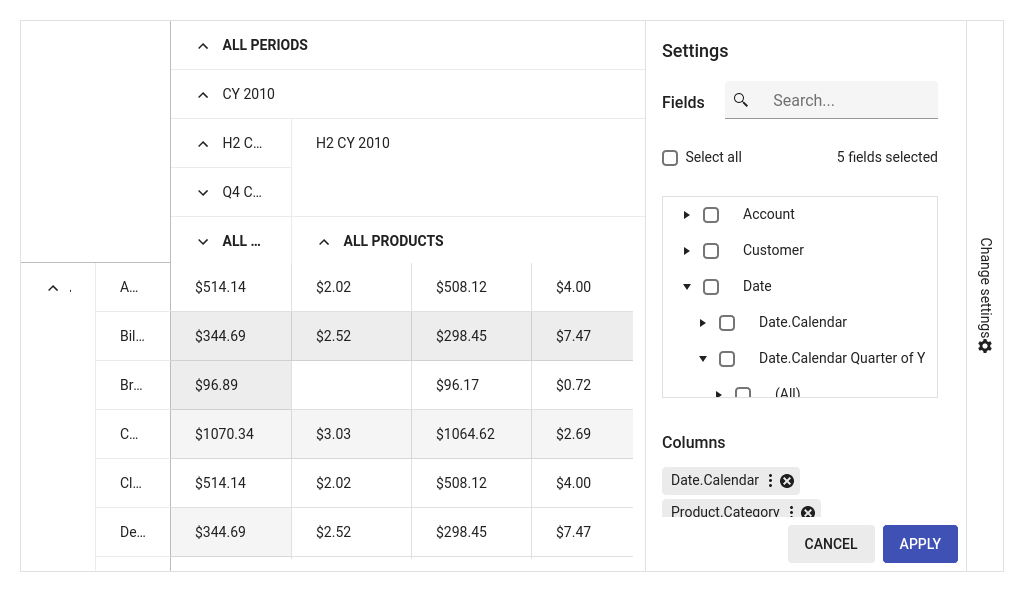 ALL PERIODS
CY 2010
H2 C…
H2 CY 2010
Q4 C…
ALL …
ALL PRODUCTS
.
A…
$514.14
$2.02
$508.12
$4.00
Bil…
$344.69
$2.52
$298.45
$7.47
Br…
$96.89
$96.17
$0.72
C…
$1070.34
$3.03
$1064.62
$2.69
Cl…
$514.14
$2.02
$508.12
$4.00
De…
$344.69
$2.52
$298.45
$7.47
Settings
Fields
Search...
Select all
5 fields selected
Account
Customer
Date
Date.Calendar
Date.Calendar Quarter of Y
(All)
Columns
Date.Calendar
Product.Category
CANCEL
APPLY
Change settings